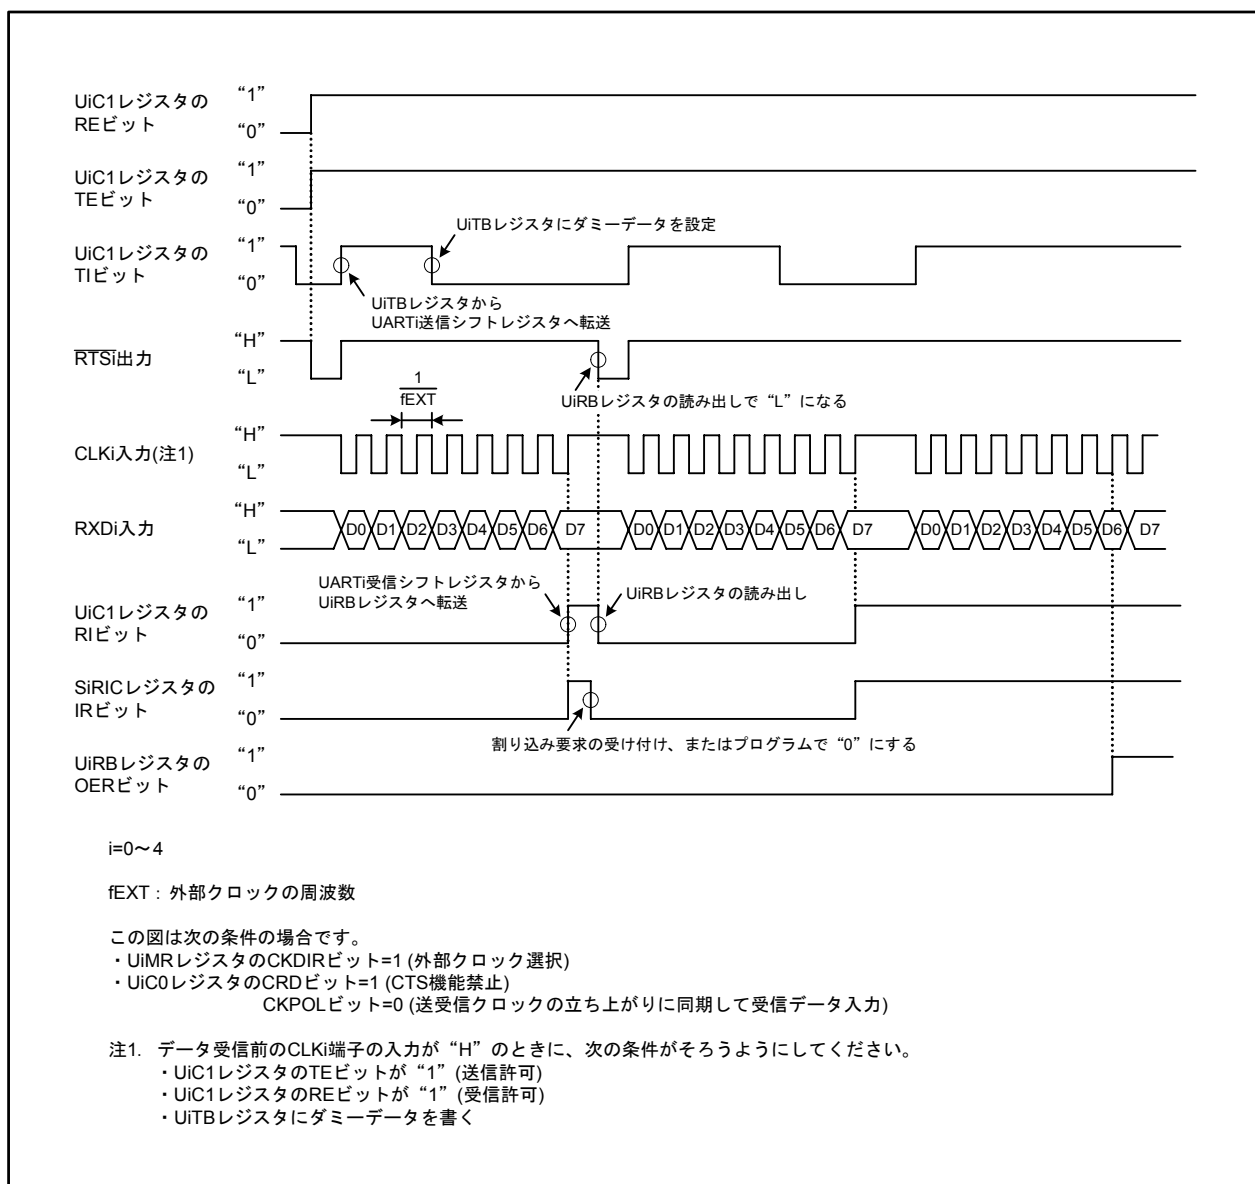 UiC1レジスタの
REビット
“1”
“0”
UiC1レジスタの
TEビット
“1”
“0”
UiTBレジスタにダミーデータを設定
UiC1レジスタの
TIビット
“1”
“0”
UiTBレジスタから
UARTi送信シフトレジスタへ転送
RTSi出力
“H”
“L”
UiRBレジスタの読み出しで“L”になる
1
fEXT
CLKi入力(注1)
“H”
“L”
RXDi入力
“H”
“L”
D0 D1 D2 D3 D4 D5 D6 D7 D0 D1 D2 D3 D4 D5 D6 D7 D0 D1 D2 D3 D4 D5 D6 D7
UARTi受信シフトレジスタから
UiRBレジスタへ転送
UiRBレジスタの読み出し
UiC1レジスタの
RIビット
“1”
“0”
SiRICレジスタの
IRビット
“1”
“0”
割り込み要求の受け付け、またはプログラムで“0”にする
UiRBレジスタの
OERビット
“1”
“0”
i=0～4
fEXT：外部クロックの周波数
この図は次の条件の場合です。
・UiMRレジスタのCKDIRビット=1 (外部クロック選択)
・UiC0レジスタのCRDビット=1 (CTS機能禁止)
CKPOLビット=0 (送受信クロックの立ち上がりに同期して受信データ入力)
注1. データ受信前のCLKi端子の入力が“H”のときに、次の条件がそろうようにしてください。
・UiC1レジスタのTEビットが“1”(送信許可)
・UiC1レジスタのREビットが“1”(受信許可)
・UiTBレジスタにダミーデータを書く